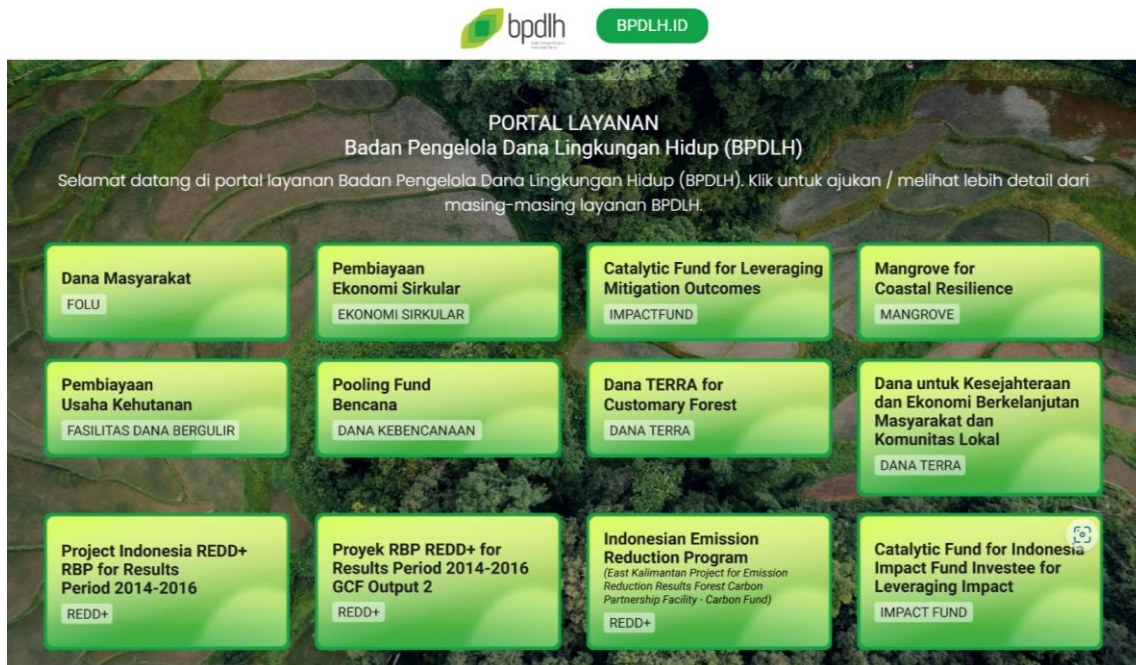 bpdlh
BPDLH.ID
PORTAL LAYANAN
Badan Pengelola Dana Lingkungan Hidup (BPDLH)
Selamat datang di portal layanan Badan Pengelola Dana Lingkungan Hidup (BPDLH). Klik untuk ajukan / melihat lebih detail dari
masing-masing layanan BPDLH.
Dana Masyarakat
FOLU
Pembiayaan
Ekonomi Sirkular
EKONOMI SIRKULAR
Catalytic Fund for Leveraging
Mitigation Outcomes
IMPACTFUND
Mangrove for
Coastal Resilience
MANGROVE
Pembiayaan
Usaha Kehutanan
FASILITAS DANA BERGULIR
Pooling Fund
Bencana
DANA KEBENCANAAN
Dana TERRA for
Customary Forest
DANA TERRA
Dana untuk Kesejahteraan
dan Ekonomi Berkelanjutan
Masyarakat dan
Komunitas Lokal
DANA TERRA
Project Indonesia REDD+
RBP for Results
Period 2014-2016
REDD+
Proyek RBP REDD+ for
Results Period 2014-2016
GCF Output 2
REDD+
Indonesian Emission
Reduction Program
(East Kalimantan Project for Emission
Reduction Results Forest Carbon
Partnership Facility - Carbon Fund)
REDD+
Catalytic Fund for Indonesia
Impact Fund Investee for
Leveraging Impact
IMPACT FUND